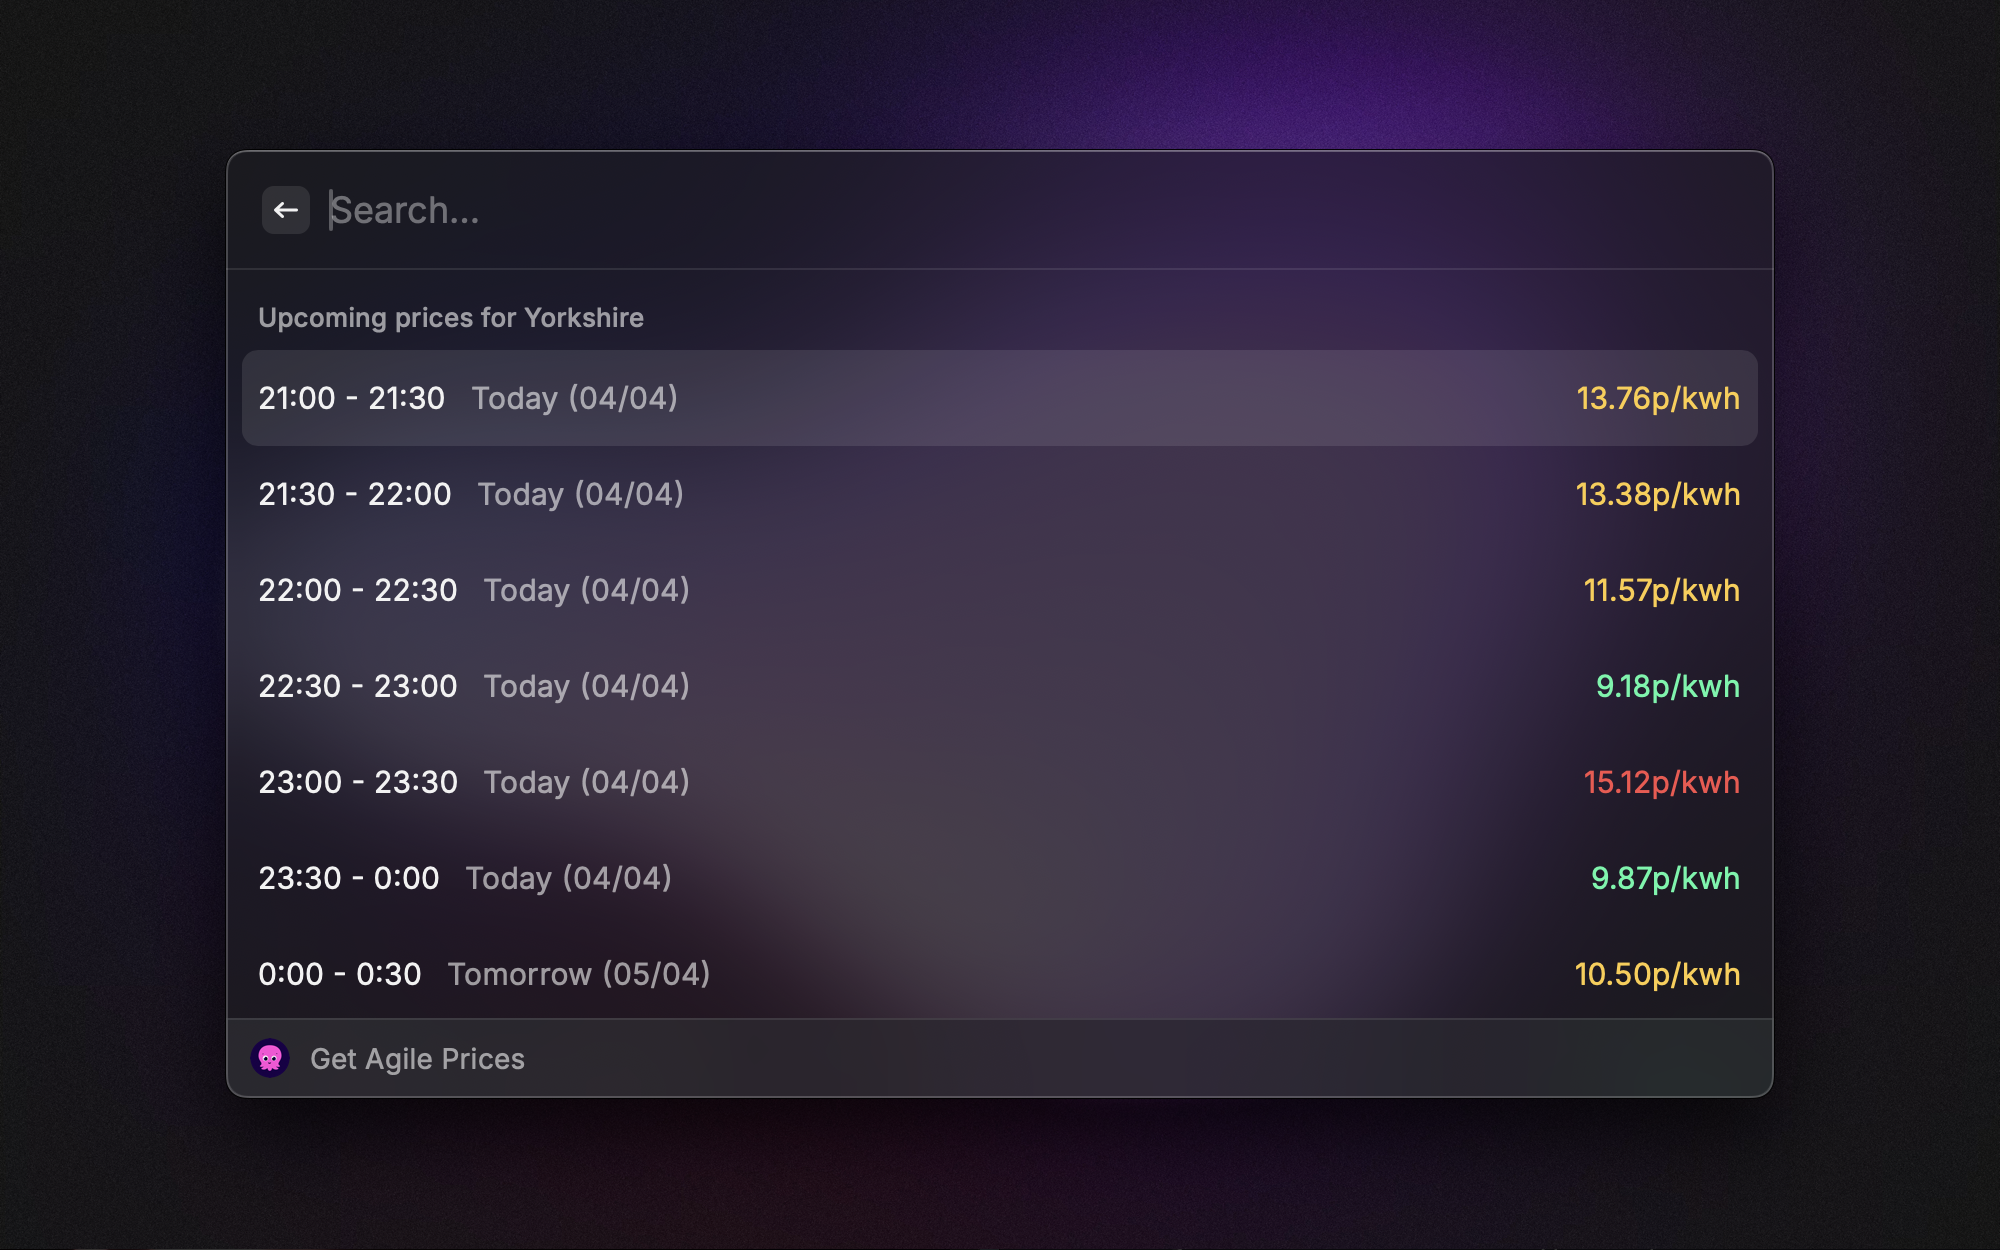 Search...
Upcoming prices for Yorkshire
21:00 - 21:30 Today (04/04) 13.76p/kwh
21:30 - 22:00 Today (04/04) 13.38p/kwh
22:00 - 22:30 Today (04/04) 11.57p/kwh
22:30 - 23:00 Today (04/04) 9.18p/kwh
23:00 - 23:30 Today (04/04) 15.12p/kwh
23:30 - 0:00 Today (04/04) 9.87p/kwh
0:00 - 0:30 Tomorrow (05/04) 10.50p/kwh
Get Agile Prices